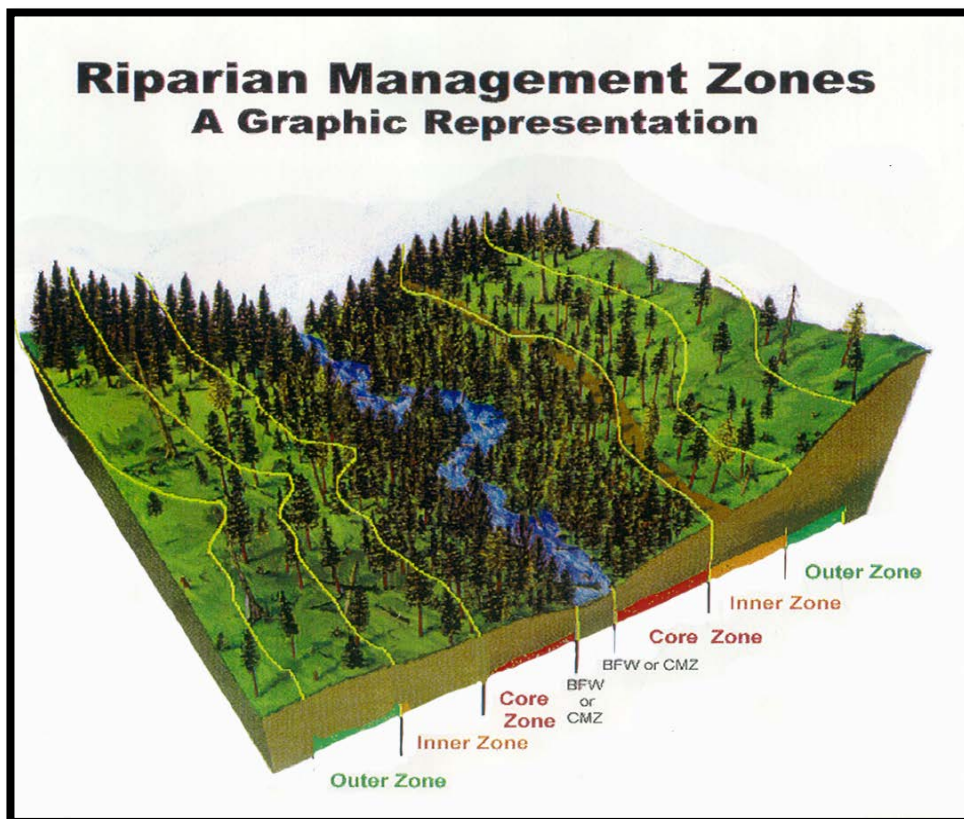 Riparian Management Zones
A Graphic Representation
Outer Zone
Inner Zone
Core Zone
BFW or CMZ
BFW
or
CMZ
Core
Zone
Inner Zone
Outer Zone